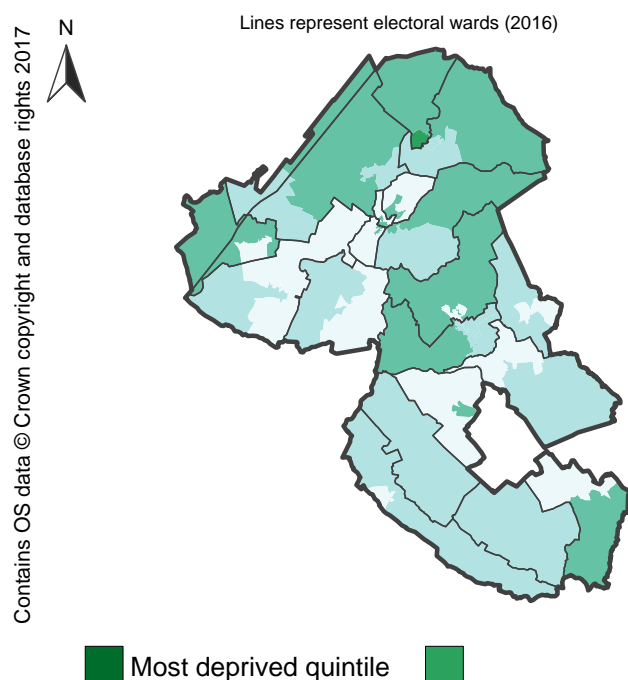 Lines represent electoral wards (2016)
N
Contains OS data © Crown copyright and database rights 2017
Most deprived quintile